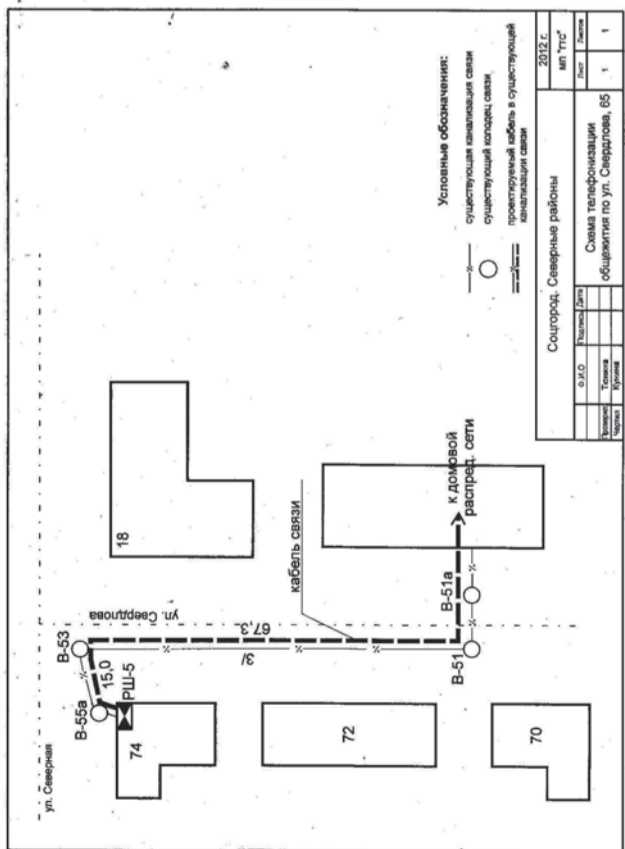 ул. Северная
В-55а
В-53
15,0
РШ-5
74
ул. Свердлова
67,3
3/
18
72
70
кабель связи
В-51
В-51а
к домовой
распред. сети
Условные обозначения:
существующая канализация связи
существующий колодец связи
проектируемый кабель в существующей
канализации связи
Соцгород. Северные районы
2012 г.
МП "ГТС"
Ф.И.О
Подпись
Дата
Проверил
Чертил
Кунина
Схема телефонизации
общежития по ул. Свердлова, 65
Лист
Листов
1
1